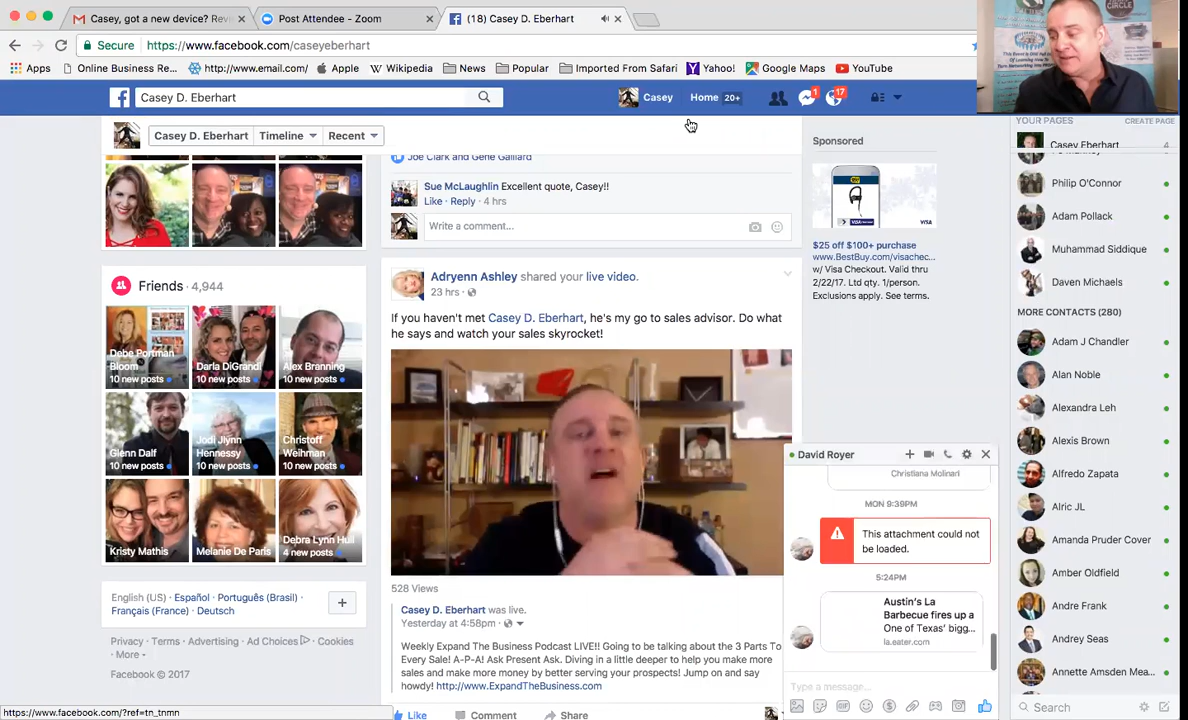 Casey, got a new device? Rev
Post Attendee - Zoom
(18) Casey D. Eberhart
Secure
https://www.facebook.com/caseyeberhart
Apps
Online Business Re...
http://www.email.com/
Apple
Wikipedia
News
Popular
Imported From Safari
Yahoo!
Google Maps
YouTube
Casey D. Eberhart
Casey
Home 20+
1
17
Casey D. Eberhart
Timeline
Recent
Joe Clark and Gene Gailliard
Sue McLaughlin Excellent quote, Casey!!
Like · Reply · 4 hrs
Write a comment...
Friends · 4,944
Debe Portman
Bloom
10 new posts
Darla DiGrandi
10 new posts
Alex Branning
10 new posts
Glenn Dalf
10 new posts
Jodi Jlynn
Hennessy
10 new posts
Christoff
Weihman
10 new posts
Kristy Mathis
Melanie De Paris
Debra Lynn Hull
4 new posts
English (US) · Español · Português (Brasil) ·
Français (France) · Deutsch
Privacy · Terms · Advertising · Ad Choices · Cookies
· More
Facebook © 2017
Adryenn Ashley shared your live video.
23 hrs ·
If you haven't met Casey D. Eberhart, he's my go to sales advisor. Do what
he says and watch your sales skyrocket!
528 Views
Casey D. Eberhart was live.
Yesterday at 4:58pm ·
Weekly Expand The Business Podcast LIVE!! Going to be talking about the 3 Parts To
Every Sale! A-P-A! Ask Present Ask. Diving in a little deeper to help you make more
sales and make more money by better serving your prospects! Jump on and say
howdy! http://www.ExpandTheBusiness.com
Like
Comment
Share
Sponsored
$25 off $100+ purchase
www.BestBuy.com/visachec...
w/ Visa Checkout. Valid thru
2/22/17. Ltd qty. 1/person.
Exclusions apply. See terms.
VISA
David Royer
Christiana Molinari
MON 9:39PM
This attachment could not
be loaded.
5:24PM
Austin's La
Barbecue fires up a
One of Texas' bigg...
la.eater.com
Type a message...
YOUR PAGES
CREATE PAGE
Casey Eberhart
4
Philip O'Connor
Adam Pollack
Muhammad Siddique
Daven Michaels
MORE CONTACTS (280)
Adam J Chandler
Alan Noble
Alexandra Leh
Alexis Brown
Alfredo Zapata
Alric JL
Amanda Pruder Cover
Amber Oldfield
Andre Frank
Andrey Seas
Annette Amsden Mea...
Search
https://www.facebook.com/?ref=tn_tnmn